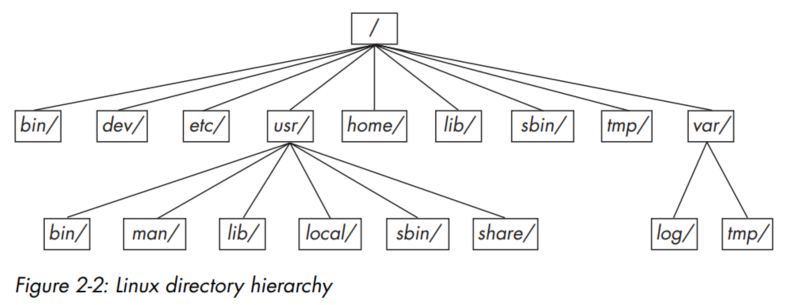 /
bin/ dev/ etc/ usr/ home/ lib/ sbin/ tmp/ var/
bin/ man/ lib/ local/ sbin/ share/ log/ tmp/
Figure 2-2: Linux directory hierarchy